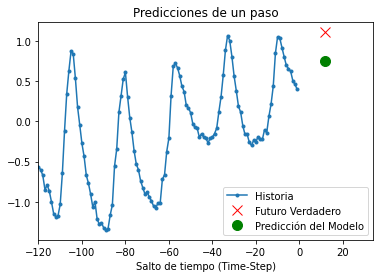 Predicciones de un paso
1.0
0.5
0.0
−0.5
−1.0
Historia
Futuro Verdadero
Predicción del Modelo
−120 −100 −80 −60 −40 −20 0 20
Salto de tiempo (Time-Step)